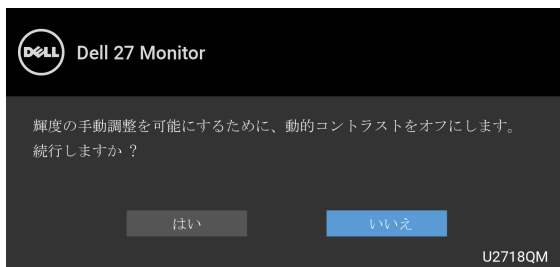 DELL Dell 27 Monitor
輝度の手動調整を可能にするために、動的コントラストをオフにします。
続行しますか ?
はい いいえ
U2718QM